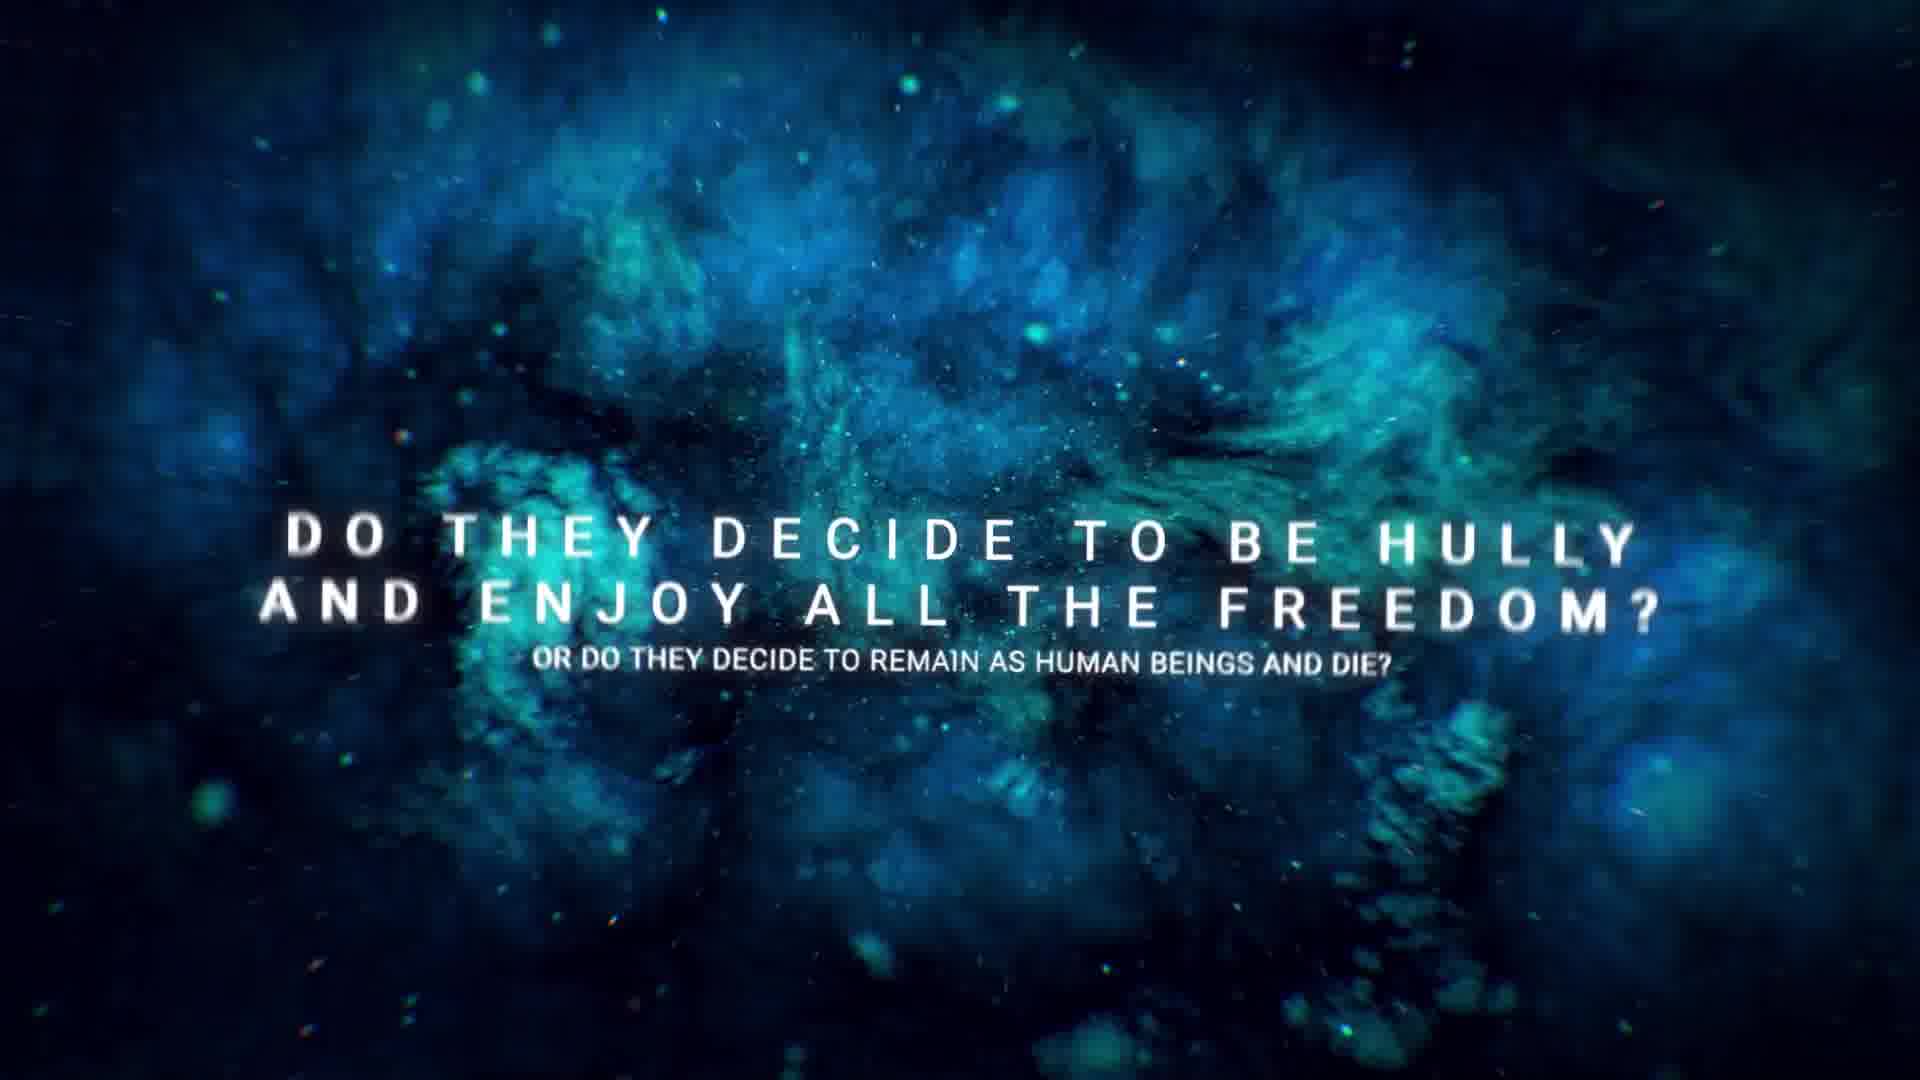 DO THEY DECIDE TO BE HULLY
AND ENJOY ALL THE FREEDOM?
OR DO THEY DECIDE TO REMAIN AS HUMAN BEINGS AND DIE?